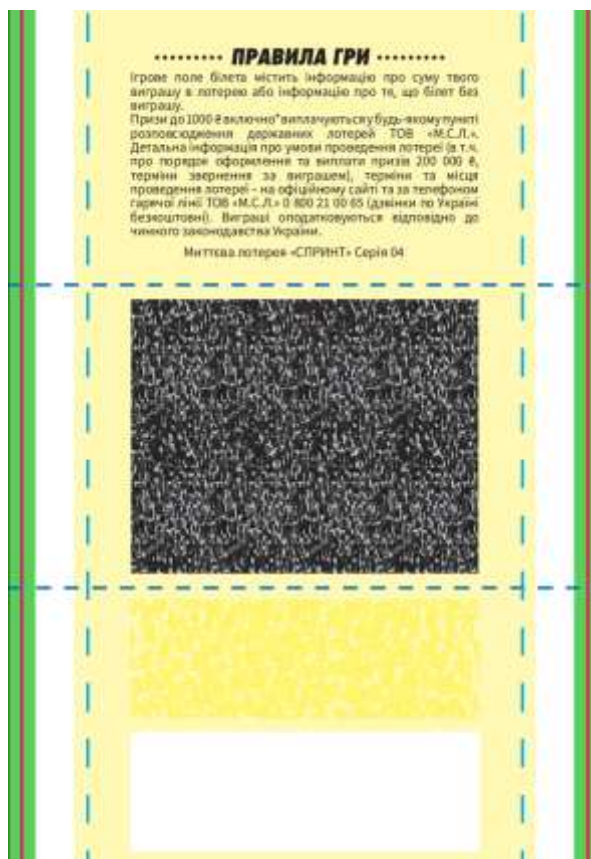 ПРАВИЛА ГРИ
Ігрове поле білета містить інформацію про суму твого
виграшу в лотерею або інформацію про те, що білет без
виграшу.
Призи до 1000 ₴ включно* виплачуються у будь-якому пункті
розповсюдження державних лотерей ТОВ «М.С.Л.».
Детальна інформація про умови проведення лотереї (в т.ч.
про порядок оформлення та виплати призів 200 000 ₴,
терміни звернення за виграшем), терміни та місця
проведення лотереї – на офіційному сайті та за телефоном
гарячої лінії ТОВ «М.С.Л.» 0 800 21 00 65 (дзвінки по Україні
безкоштовні). Виграші оподатковуються відповідно до
чинного законодавства України.
Миттєва лотерея «СПРИНТ» Серія 04